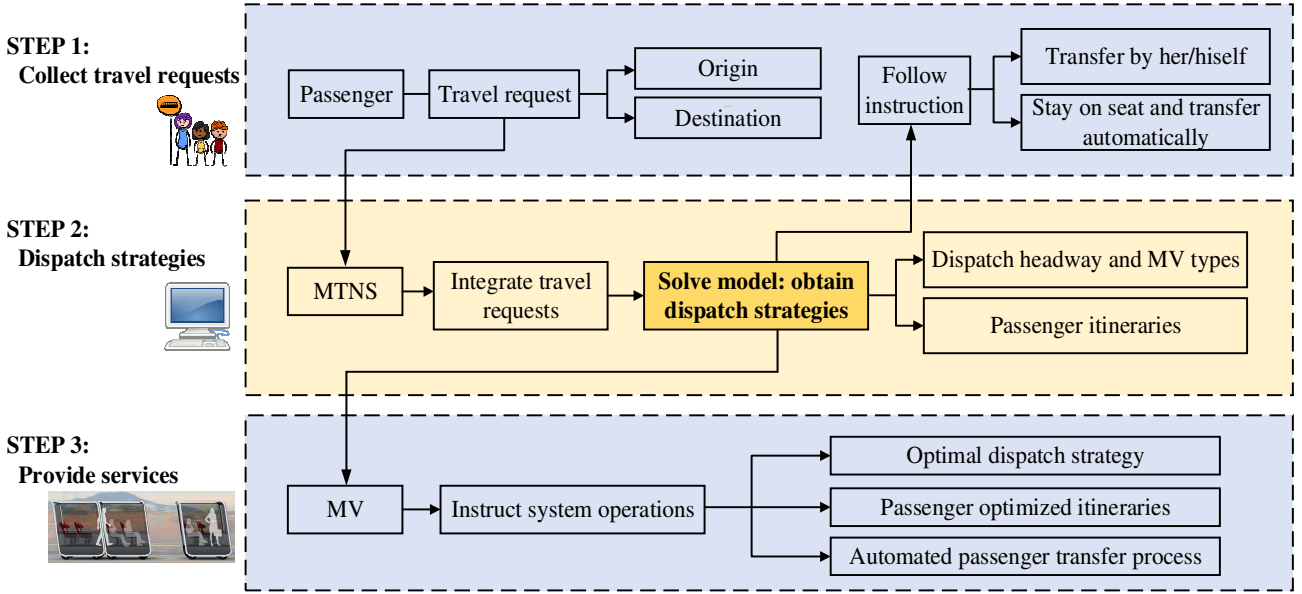 STEP 1:
Collect travel requests
Passenger
Travel request
Origin
Destination
Follow
instruction
Transfer by her/hiself
Stay on seat and transfer
automatically
STEP 2:
Dispatch strategies
MTNS
Integrate travel
requests
Solve model: obtain
dispatch strategies
Dispatch headway and MV types
Passenger itineraries
STEP 3:
Provide services
MV
Instruct system operations
Optimal dispatch strategy
Passenger optimized itineraries
Automated passenger transfer process